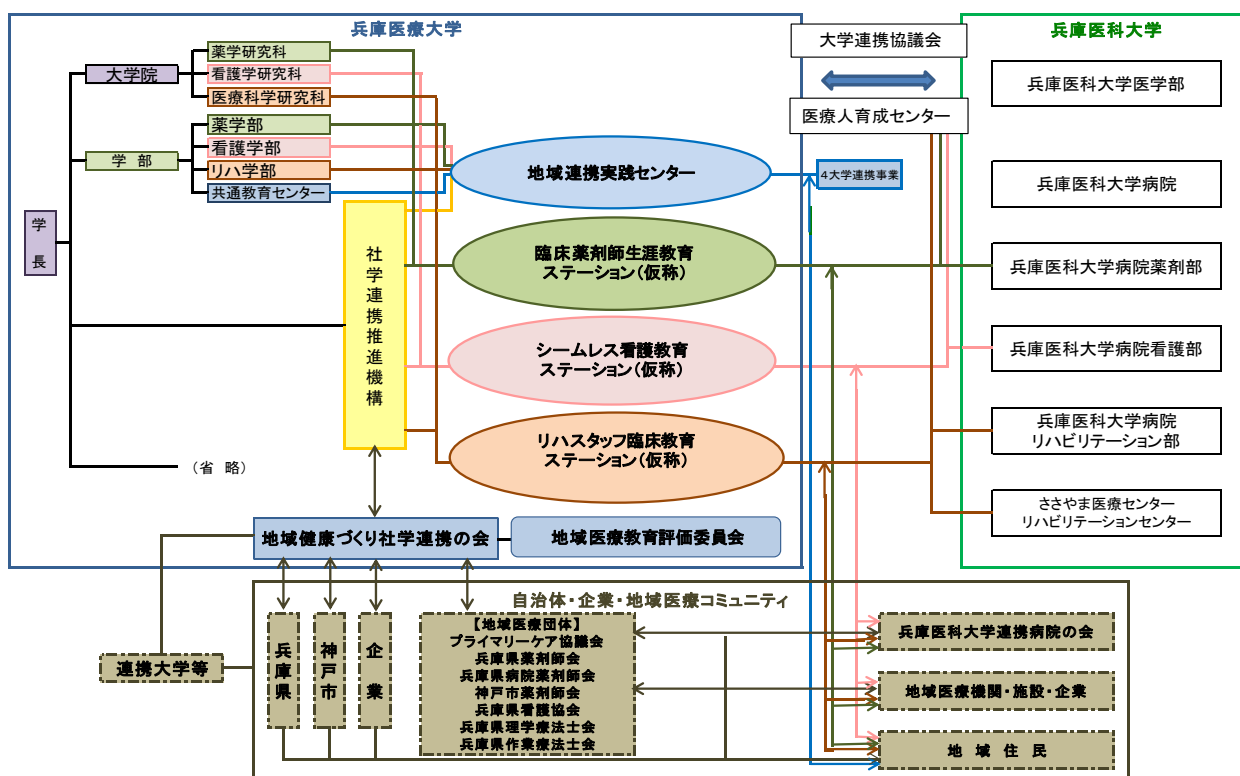 兵庫医療大学
大学連携協議会
兵庫医科大学
薬学研究科
大学院
看護学研究科
医療科学研究科
医療人育成センター
兵庫医科大学医学部
薬学部
看護学部
学 部
リハ学部
共通教育センター
地域連携実践センター
4大学連携事業
兵庫医科大学病院
学
長
社
学
連
携
推
進
機
構
臨床薬剤師生涯教育
ステーション(仮称)
兵庫医科大学病院薬剤部
シームレス看護教育
ステーション(仮称)
兵庫医科大学病院看護部
リハスタッフ臨床教育
ステーション(仮称)
兵庫医科大学病院
リハビリテーション部
(省 略)
ささやま医療センター
リハビリテーションセンター
地域健康づくり社学連携の会
地域医療教育評価委員会
自治体・企業・地域医療コミュニティ
連携大学等
兵
庫
県
神
戸
市
企
業
【地域医療団体】
プライマリーケア協議会
兵庫県薬剤師会
兵庫県病院薬剤師会
神戸市薬剤師会
兵庫県看護協会
兵庫県理学療法士会
兵庫県作業療法士会
兵庫医科大学連携病院の会
地域医療機関・施設・企業
地 域 住 民